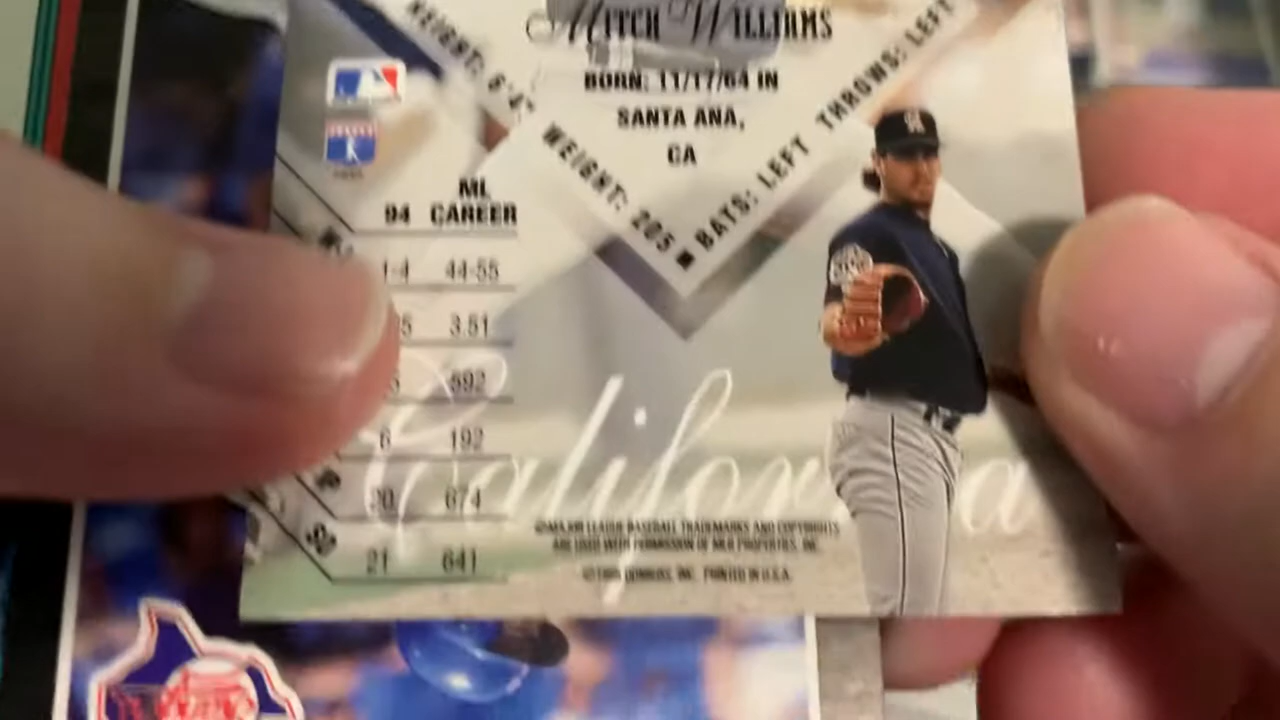 Mitch Williams
HEIGHT: 6'4"
WEIGHT: 205 ■ BATS: LEFT THROWS: LEFT
BORN: 11/17/64 IN
SANTA ANA,
CA
ML
94 CAREER
1-4 44-55
5 3.51
592
6 192
20 674
21 641
California
©MAJOR LEAGUE BASEBALL TRADEMARKS AND COPYRIGHTS
ARE USED WITH PERMISSION OF MLB PROPERTIES, INC.
DONRUSS, INC. PRINTED IN U.S.A.